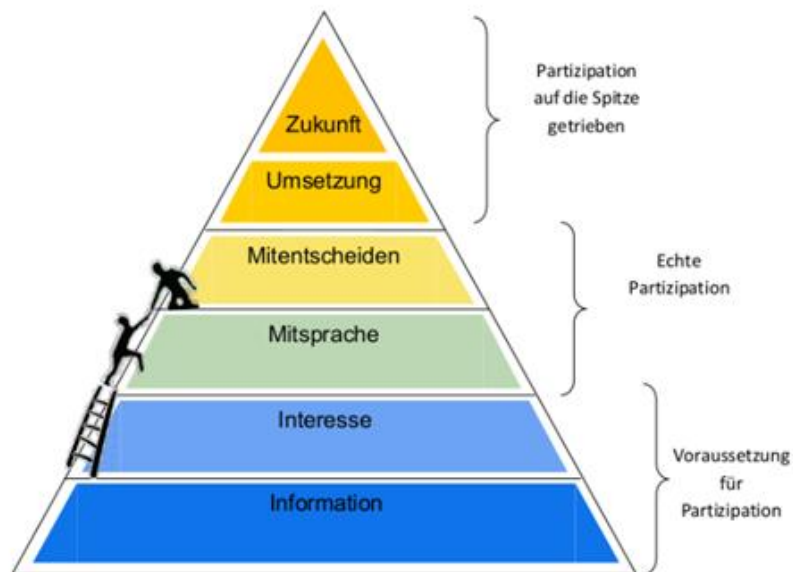 Zukunft
Umsetzung
Mitentscheiden
Mitsprache
Interesse
Information
Partizipation
auf die Spitze
getrieben
Echte
Partizipation
Voraussetzung
für
Partizipation